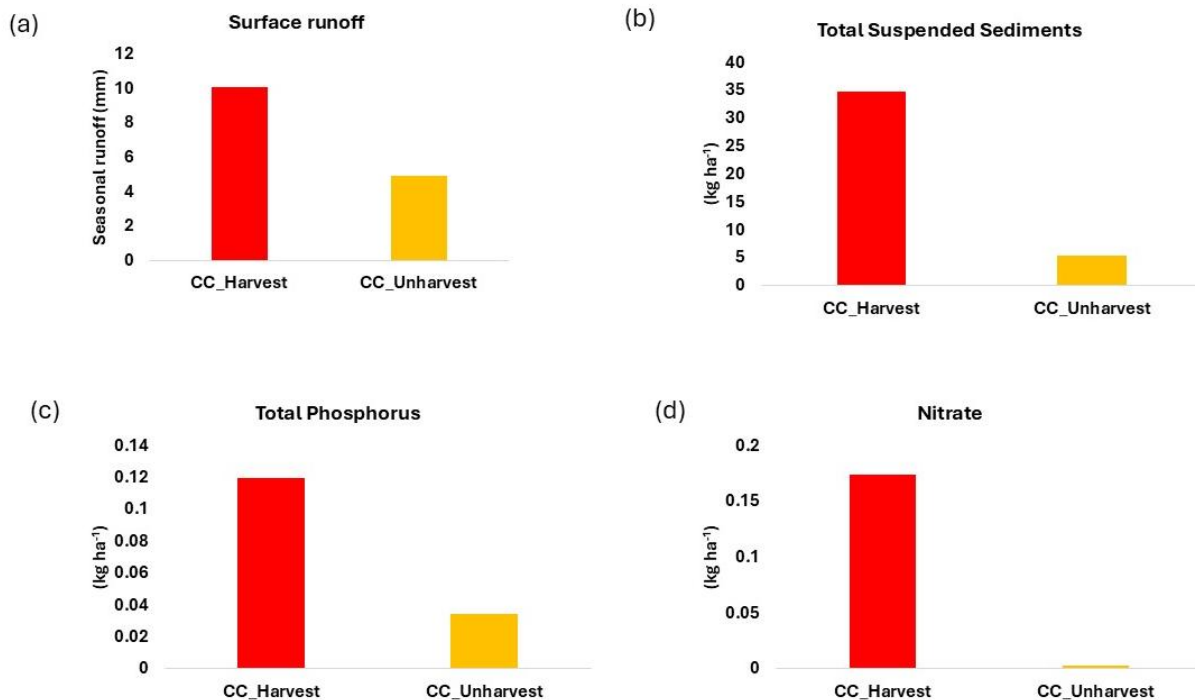 (a)
Surface runoff
Seasonal runoff (mm)
12
10
8
6
4
2
0
CC_Harvest CC_Unharvest
(b)
Total Suspended Sediments
(kg ha⁻¹)
40
35
30
25
20
15
10
5
0
CC_Harvest CC_Unharvest
(c)
Total Phosphorus
(kg ha⁻¹)
0.14
0.12
0.1
0.08
0.06
0.04
0.02
0
CC_Harvest CC_Unharvest
(d)
Nitrate
(kg ha⁻¹)
0.2
0.15
0.1
0.05
0
CC_Harvest CC_Unharvest